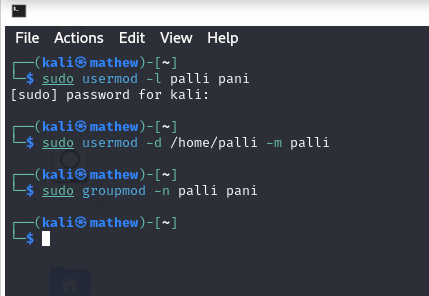 File Actions Edit View Help
┌──(kali㉿mathew)-[~]
└─$ sudo usermod -l palli pani
[sudo] password for kali:
┌──(kali㉿mathew)-[~]
└─$ sudo usermod -d /home/palli -m palli
┌──(kali㉿mathew)-[~]
└─$ sudo groupmod -n palli pani
┌──(kali㉿mathew)-[~]
└─$